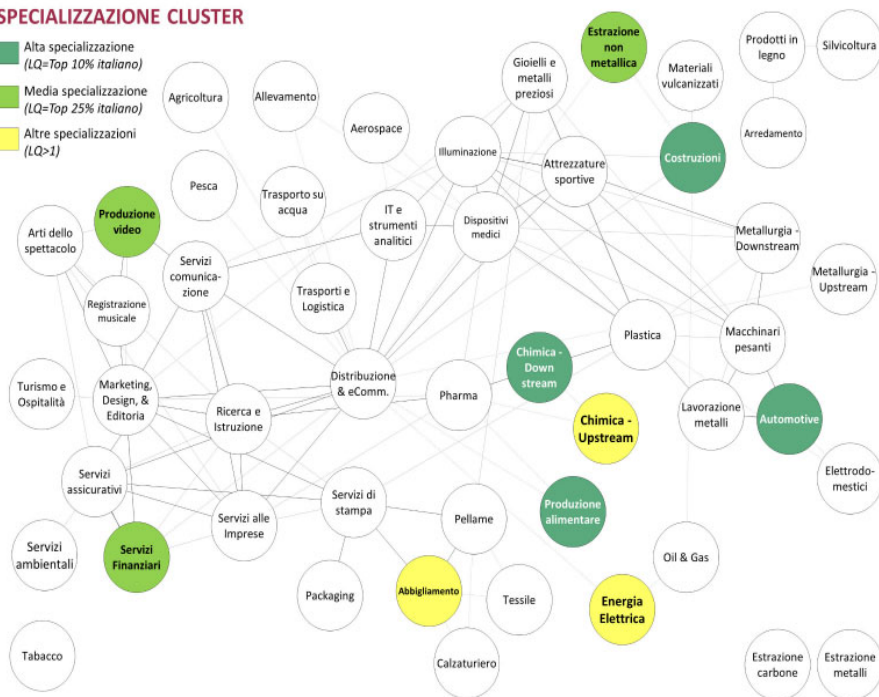 SPECIALIZZAZIONE CLUSTER
Alta specializzazione
(LQ=Top 10% italiano)
Media specializzazione
(LQ=Top 25% italiano)
Altre specializzazioni
(LQ>1)
Estrazione
non
metallica
Prodotti in
legno
Silvicoltura
Gioielli e
metalli
preziosi
Materiali
vulcanizzati
Agricoltura
Allevamento
Aerospace
Arredamento
Illuminazione
Costruzioni
Attrezzature
sportive
Pesca
Trasporto su
acqua
Produzione
video
IT e
strumenti
analitici
Dispositivi
medici
Arti dello
spettacolo
Metallurgia -
Downstream
Servizi
comunica-
zione
Metallurgia -
Upstream
Trasporti e
Logistica
Registrazione
musicale
Plastica
Macchinari
pesanti
Chimica -
Down
stream
Distribuzione
& eComm.
Turismo e
Ospitalità
Marketing,
Design, &
Editoria
Pharma
Ricerca e
Istruzione
Lavorazione
metalli
Automotive
Chimica -
Upstream
Servizi
assicurativi
Elettrodo-
mestici
Servizi di
stampa
Produzione
alimentare
Pellame
Servizi alle
Imprese
Servizi
ambientali
Servizi
Finanziari
Oil & Gas
Packaging
Abbigliamento
Tessile
Energia
Elettrica
Tabacco
Calzaturiero
Estrazione
carbone
Estrazione
metalli